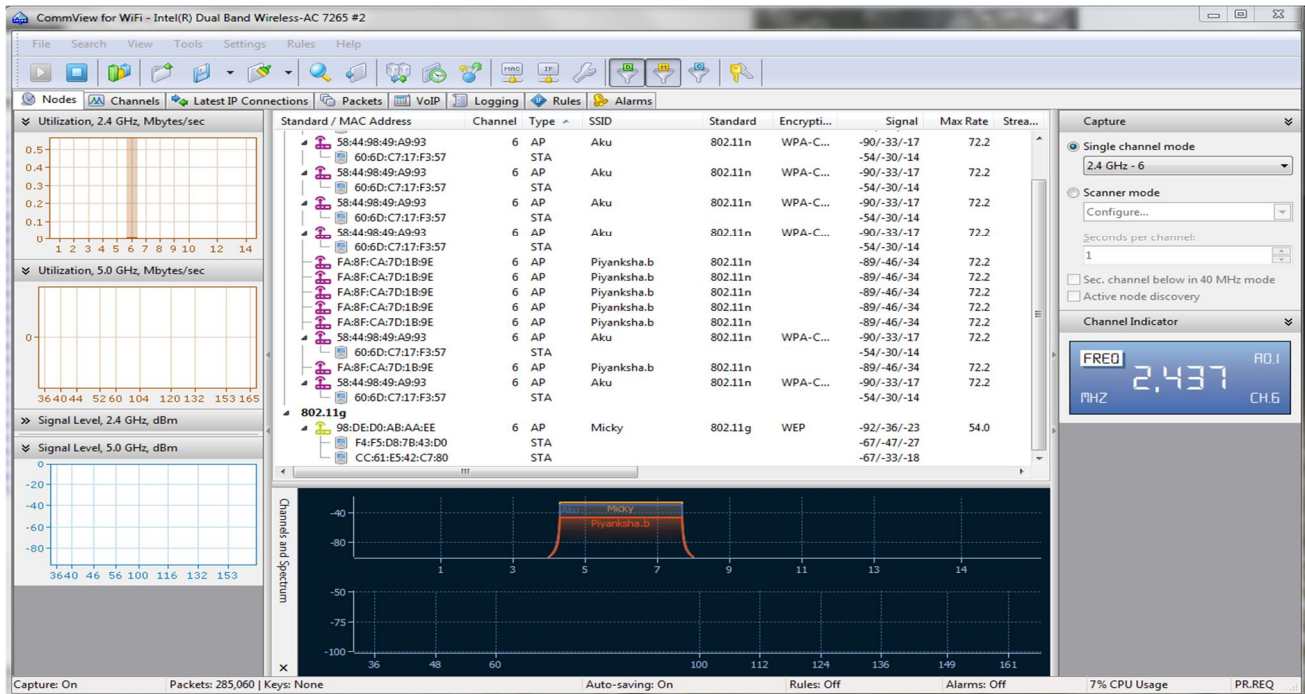 CommView for WiFi - Intel(R) Dual Band Wireless-AC 7265 #2
File Search View Tools Settings Rules Help
MAC IP D M C
Nodes Channels Latest IP Connections Packets VoIP Logging Rules Alarms
Utilization, 2.4 GHz, Mbytes/sec
0.5
0.4
0.3
0.2
0.1
0
1 2 3 4 5 6 7 8 9 10 12 14
Utilization, 5.0 GHz, Mbytes/sec
0
36 40 44 52 60 104 120 132 153 165
Signal Level, 2.4 GHz, dBm
Signal Level, 5.0 GHz, dBm
0
-20
-40
-60
-80
3640 46 56 100 116 132 153
Standard / MAC Address Channel Type SSID Standard Encrypti... Signal Max Rate Strea...
58:44:98:49:A9:93 6 AP Aku 802.11n WPA-C... -90/-33/-17 72.2
60:6D:C7:17:F3:57 STA -54/-30/-14
58:44:98:49:A9:93 6 AP Aku 802.11n WPA-C... -90/-33/-17 72.2
60:6D:C7:17:F3:57 STA -54/-30/-14
58:44:98:49:A9:93 6 AP Aku 802.11n WPA-C... -90/-33/-17 72.2
60:6D:C7:17:F3:57 STA -54/-30/-14
58:44:98:49:A9:93 6 AP Aku 802.11n WPA-C... -90/-33/-17 72.2
60:6D:C7:17:F3:57 STA -54/-30/-14
FA:8F:CA:7D:1B:9E 6 AP Piyanksha.b 802.11n -89/-46/-34 72.2
FA:8F:CA:7D:1B:9E 6 AP Piyanksha.b 802.11n -89/-46/-34 72.2
FA:8F:CA:7D:1B:9E 6 AP Piyanksha.b 802.11n -89/-46/-34 72.2
FA:8F:CA:7D:1B:9E 6 AP Piyanksha.b 802.11n -89/-46/-34 72.2
FA:8F:CA:7D:1B:9E 6 AP Piyanksha.b 802.11n -89/-46/-34 72.2
58:44:98:49:A9:93 6 AP Aku 802.11n WPA-C... -90/-33/-17 72.2
60:6D:C7:17:F3:57 STA -54/-30/-14
FA:8F:CA:7D:1B:9E 6 AP Piyanksha.b 802.11n -89/-46/-34 72.2
58:44:98:49:A9:93 6 AP Aku 802.11n WPA-C... -90/-33/-17 72.2
60:6D:C7:17:F3:57 STA -54/-30/-14
802.11g
98:DE:D0:AB:AA:EE 6 AP Micky 802.11g WEP -92/-36/-23 54.0
F4:F5:D8:7B:43:D0 STA -67/-47/-27
CC:61:E5:42:C7:80 STA -67/-33/-18
Channels and Spectrum
-40
-80
Aku Micky
Piyanksha.b
1 3 5 7 9 11 13 14
-50
-75
-100
36 48 60 100 112 124 136 149 161
Capture
Single channel mode
2.4 GHz - 6
Scanner mode
Configure...
Seconds per channel:
1
Sec. channel below in 40 MHz mode
Active node discovery
Channel Indicator
FREQ 2,437
MHZ CH.6
Capture: On Packets: 285,060 Keys: None Auto-saving: On Rules: Off Alarms: Off 7% CPU Usage PR.REQ